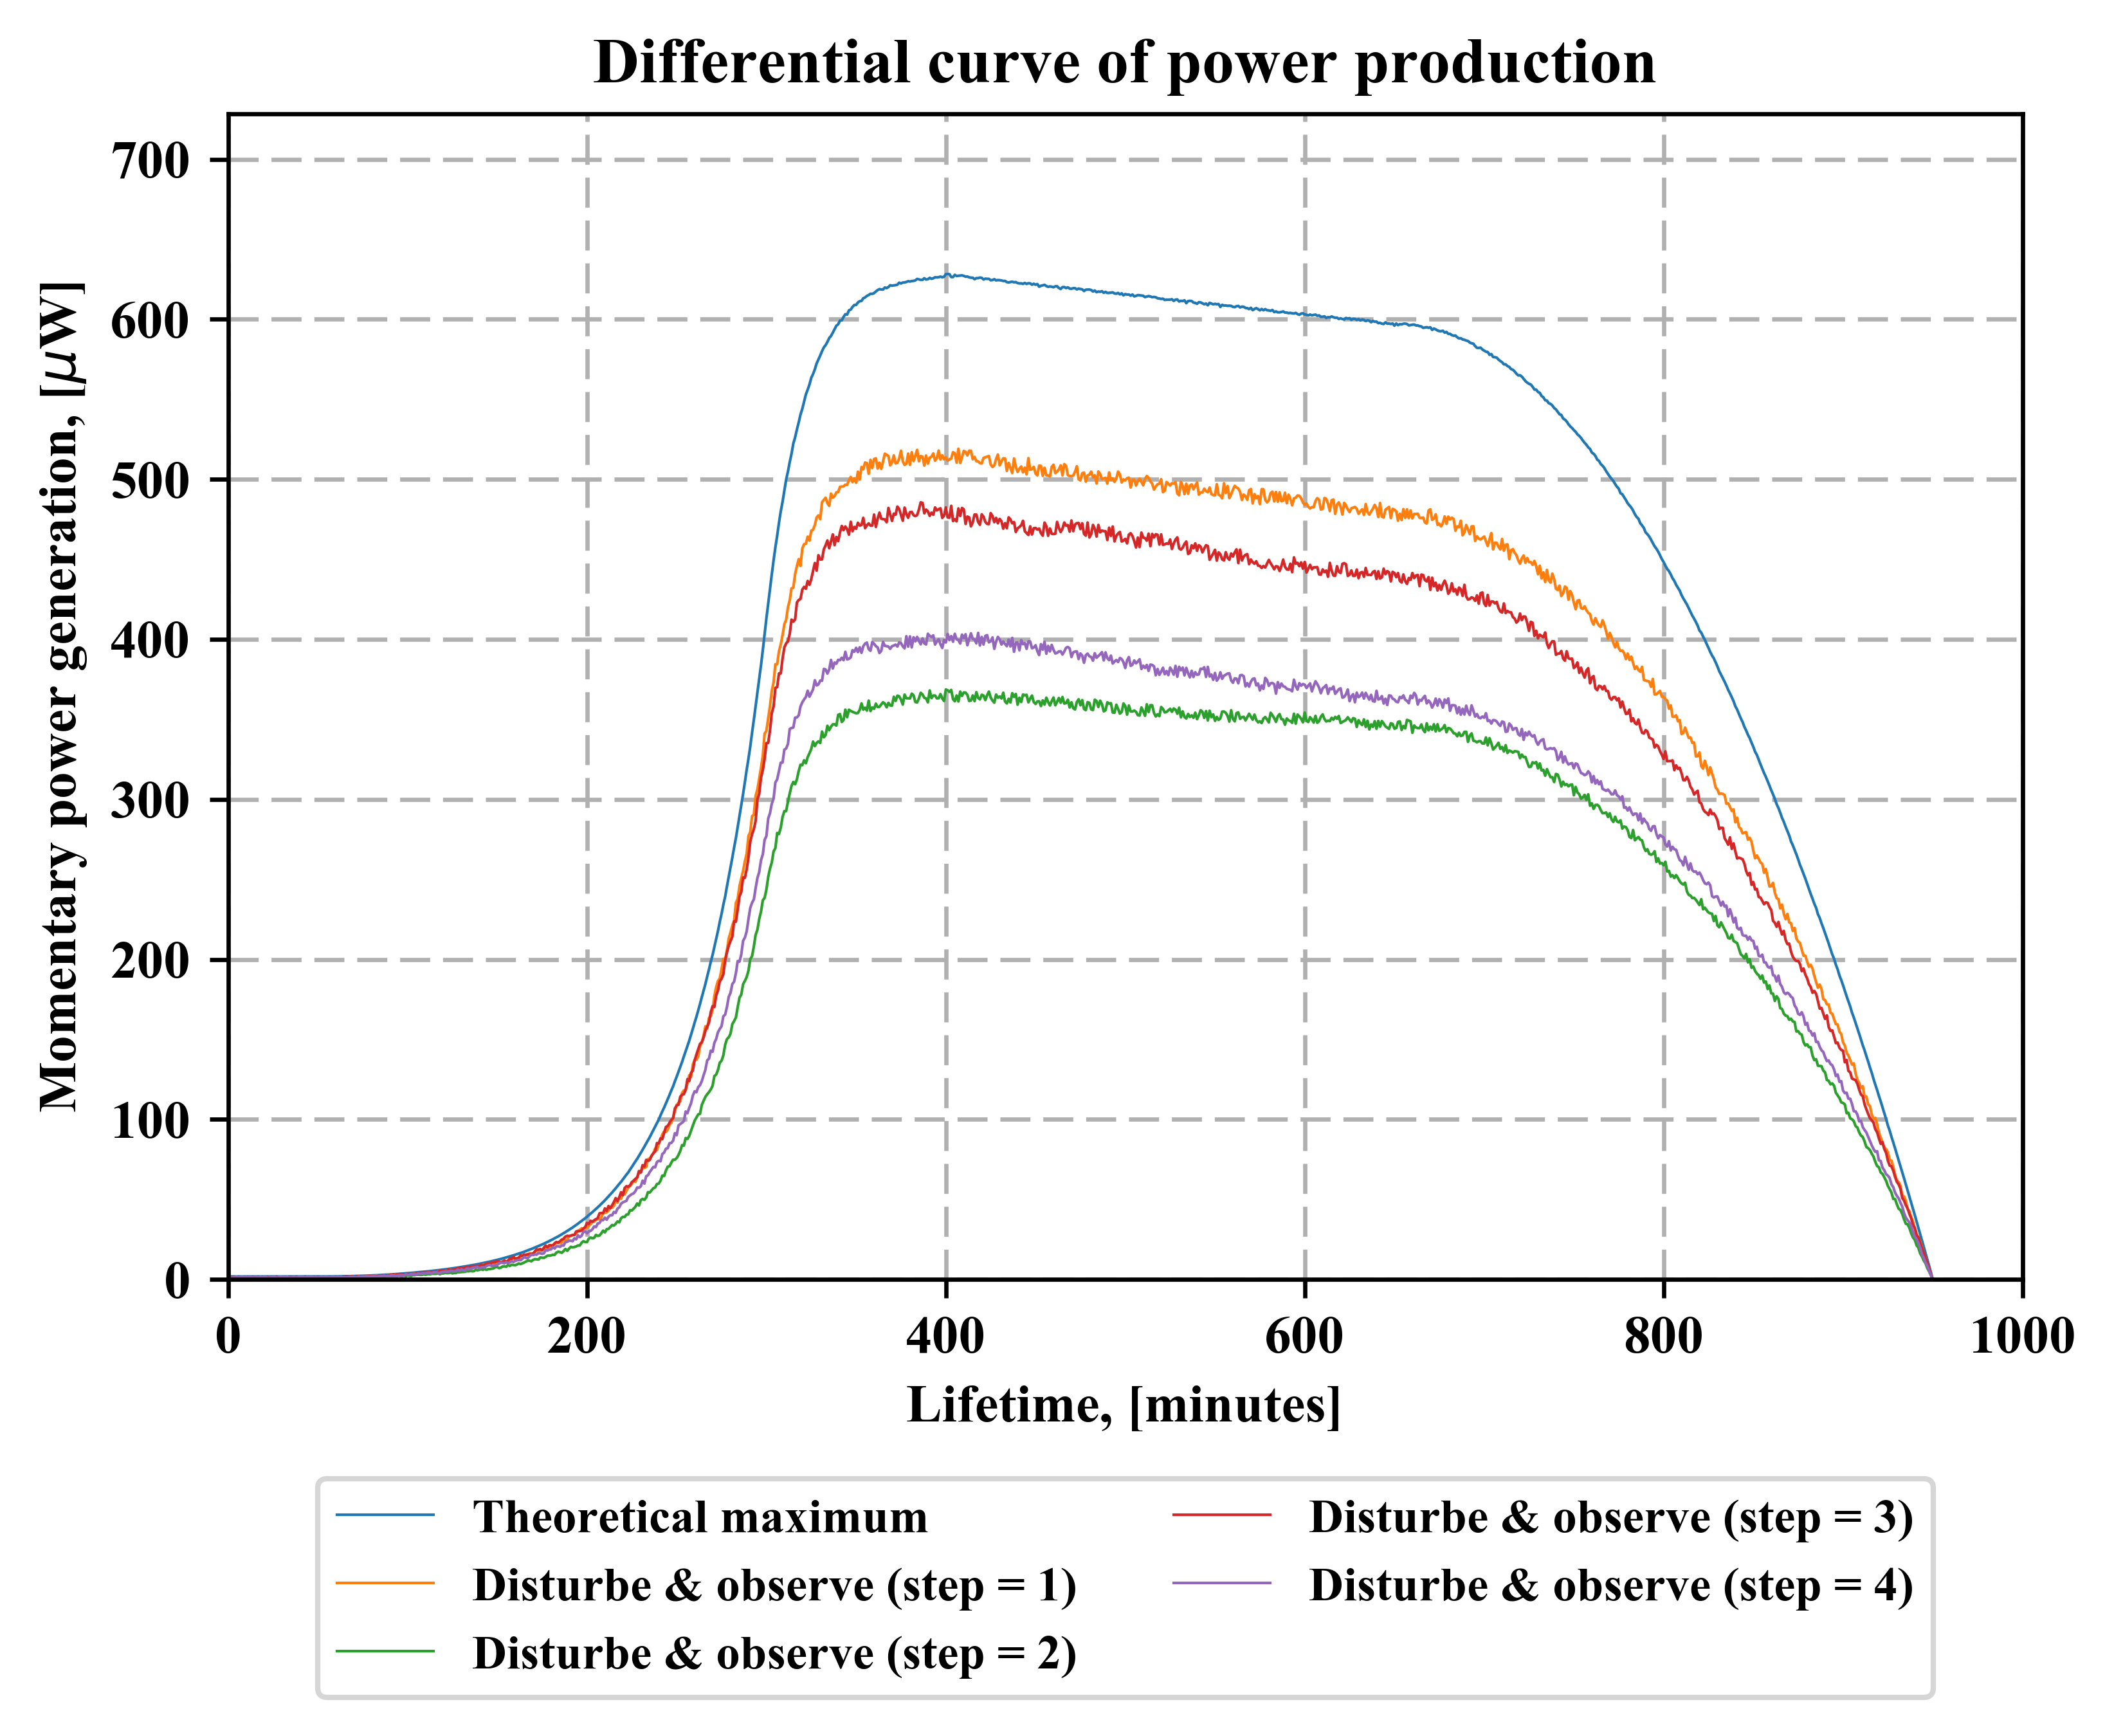 Differential curve of power production
Momentary power generation, [μW]
700
600
500
400
300
200
100
0
0 200 400 600 800 1000
Lifetime, [minutes]
Theoretical maximum
Disturbe & observe (step = 1)
Disturbe & observe (step = 2)
Disturbe & observe (step = 3)
Disturbe & observe (step = 4)